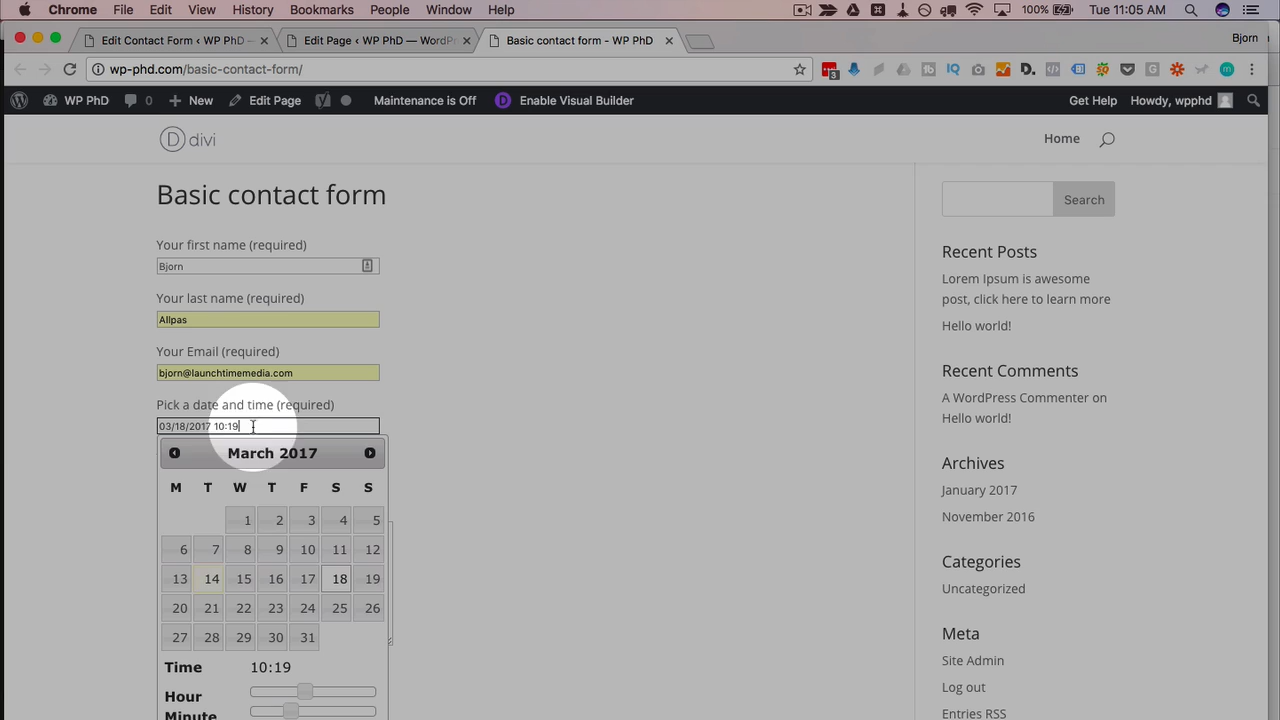 Chrome File Edit View History Bookmarks People Window Help 100% Tue 11:05 AM
Edit Contact Form ‹ WP PhD — × Edit Page ‹ WP PhD — WordPr × Basic contact form - WP PhD × Bjorn
wp-phd.com/basic-contact-form/
WP PhD 0 + New Edit Page Maintenance is Off Enable Visual Builder Get Help Howdy, wpphd
D divi Home
Basic contact form
Your first name (required)
Bjorn
Your last name (required)
Allpas
Your Email (required)
bjorn@launchtimemedia.com
Pick a date and time (required)
03/18/2017 10:19
March 2017
M T W T F S S
1 2 3 4 5
6 7 8 9 10 11 12
13 14 15 16 17 18 19
20 21 22 23 24 25 26
27 28 29 30 31
Time 10:19
Hour
Minute
Search
Recent Posts
Lorem Ipsum is awesome
post, click here to learn more
Hello world!
Recent Comments
A WordPress Commenter on
Hello world!
Archives
January 2017
November 2016
Categories
Uncategorized
Meta
Site Admin
Log out
Entries RSS